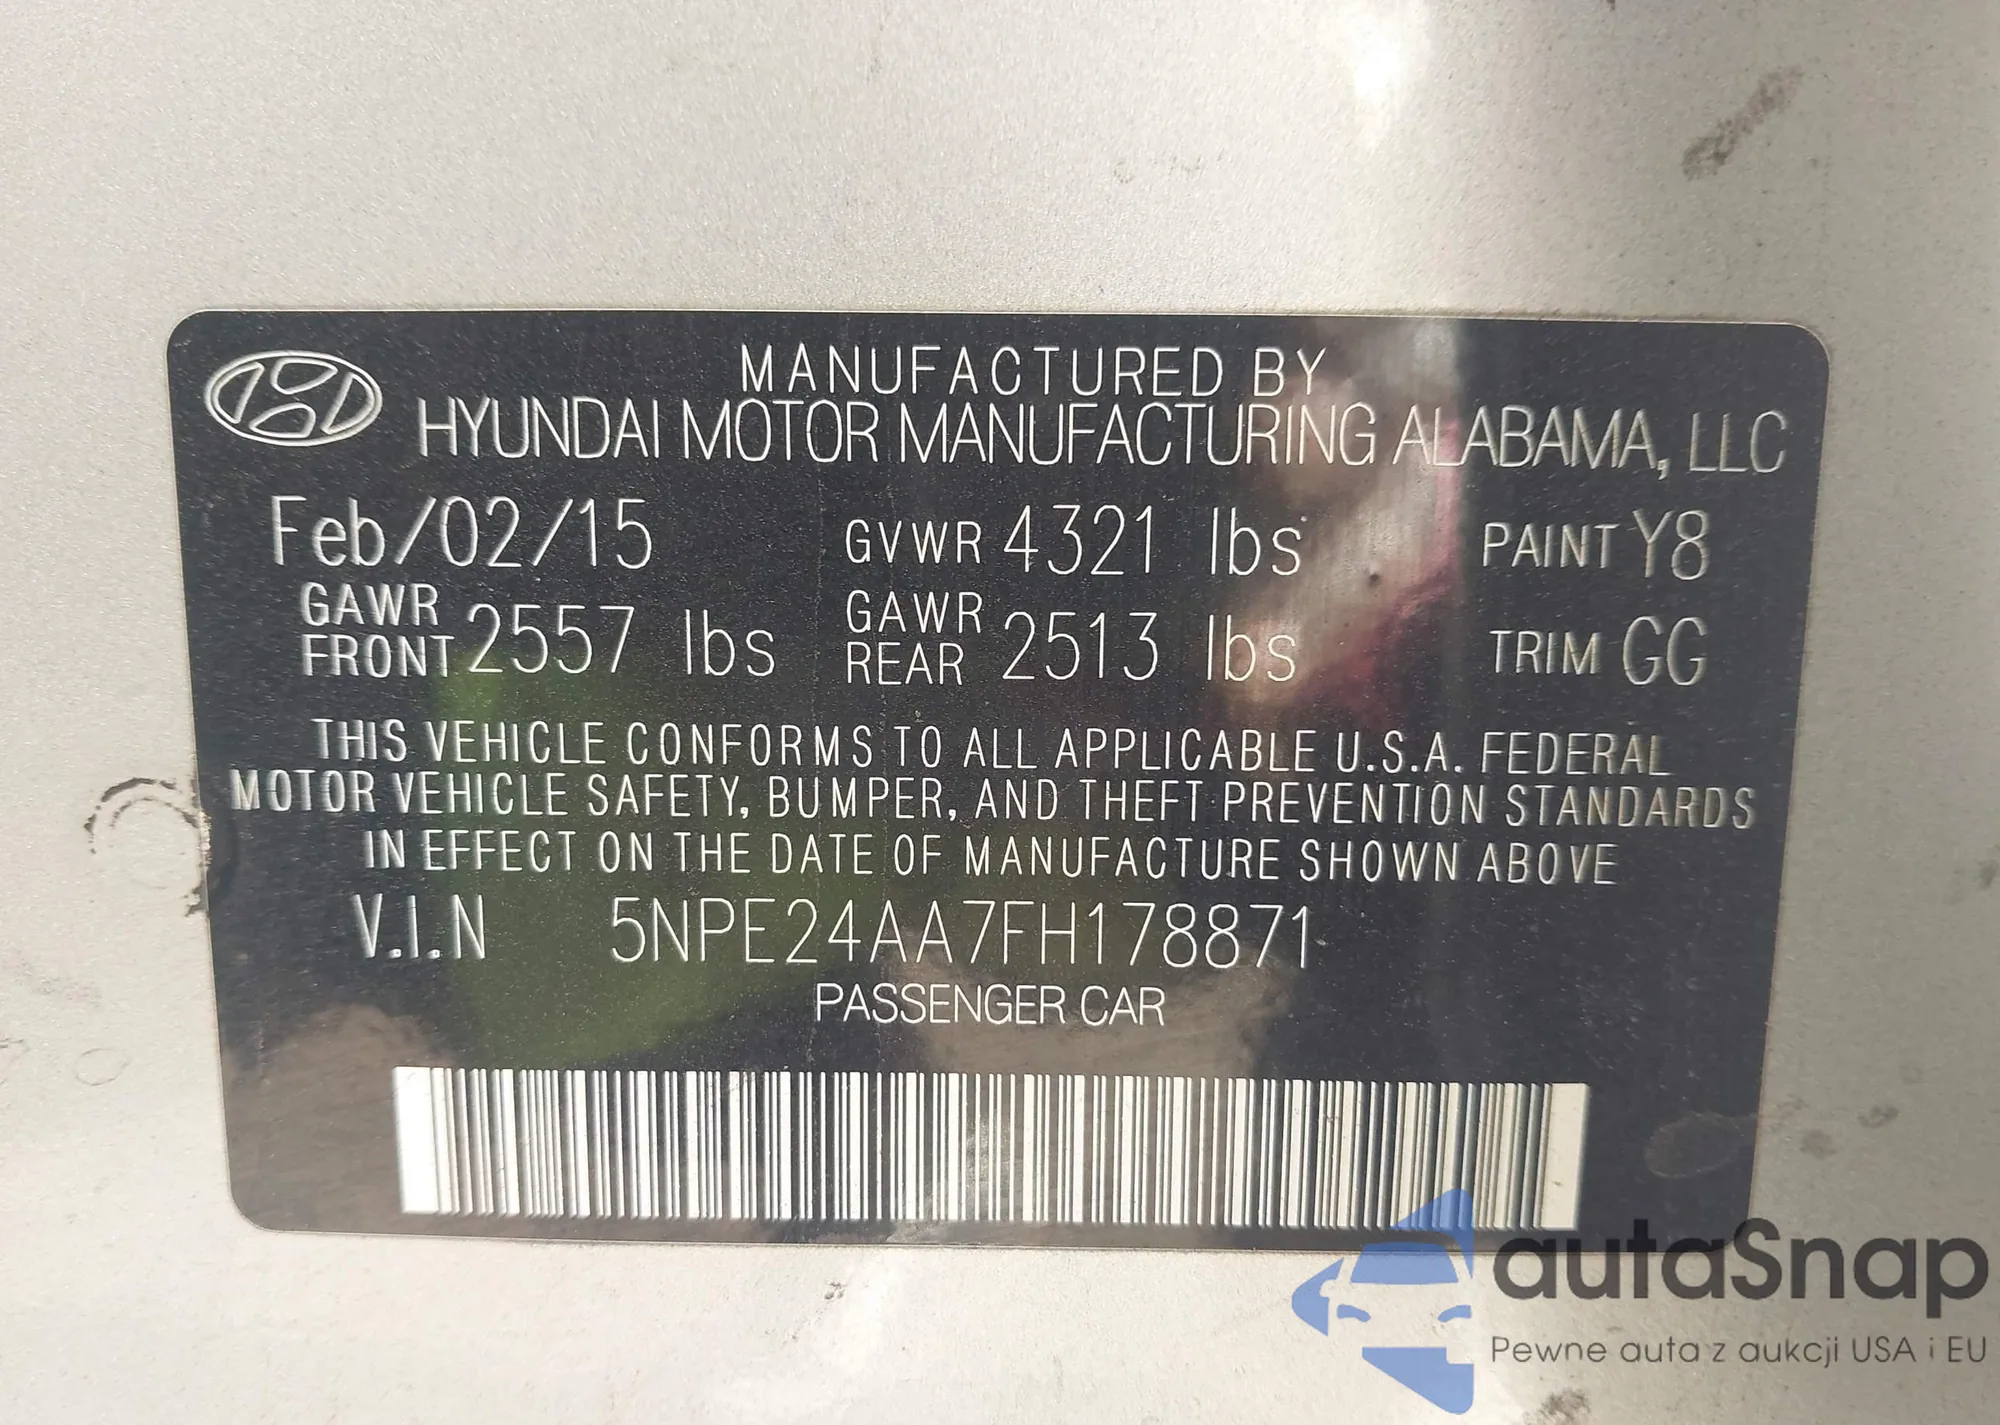 MANUFACTURED BY
HYUNDAI MOTOR MANUFACTURING ALABAMA, LLC
Feb/02/15 GVWR 4321 lbs PAINT Y8
GAWR FRONT 2557 lbs GAWR REAR 2513 lbs TRIM GG
THIS VEHICLE CONFORMS TO ALL APPLICABLE U.S.A. FEDERAL
MOTOR VEHICLE SAFETY, BUMPER, AND THEFT PREVENTION STANDARDS
IN EFFECT ON THE DATE OF MANUFACTURE SHOWN ABOVE
V.I.N 5NPE24AA7FH178871
PASSENGER CAR
autaSnap
Pewne auta z aukcji USA i EU